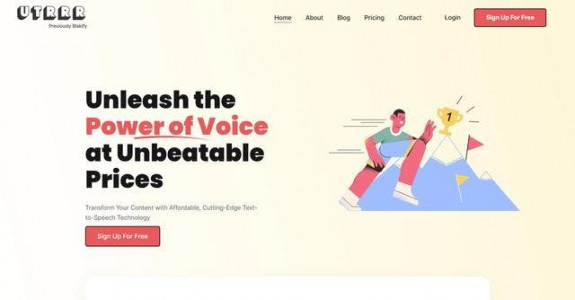 UTRRR
Previously Blakify
Home About Blog Pricing Contact Login Sign Up For Free
Unleash the
Power of Voice
at Unbeatable
Prices
Transform Your Content with Affordable, Cutting-Edge Text-
to-Speech Technology
Sign Up For Free
1